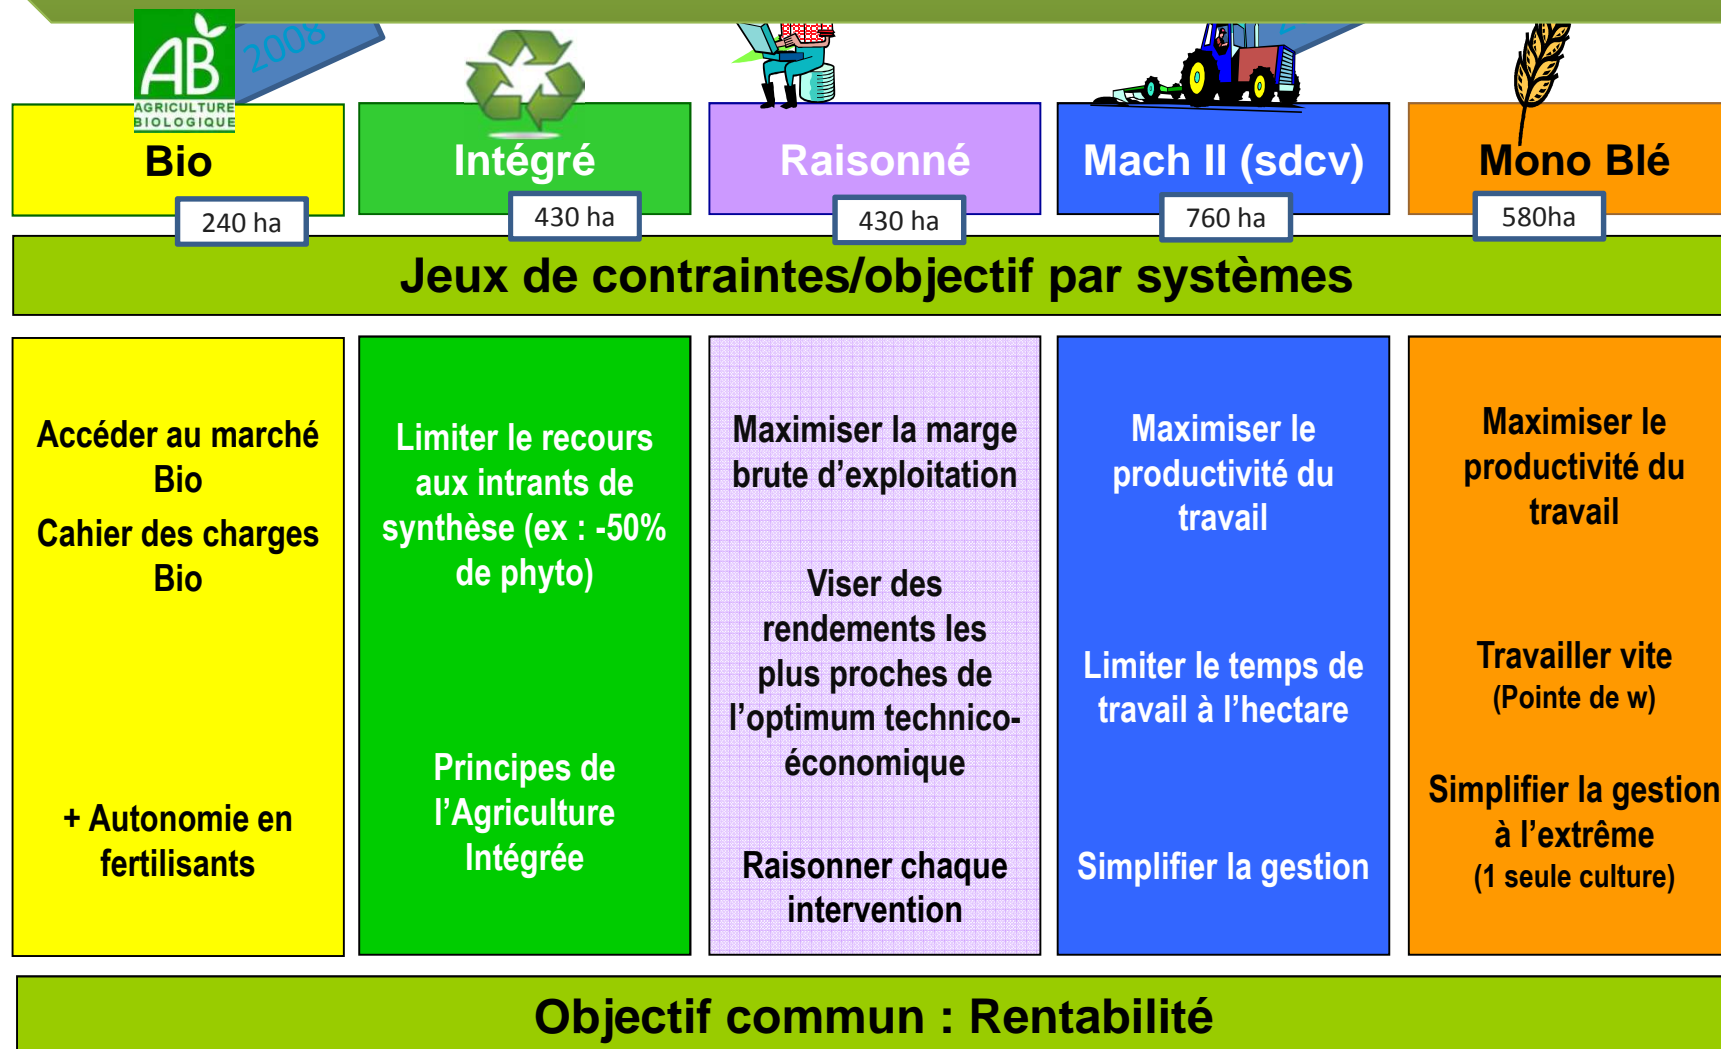 2008
AB
AGRICULTURE
BIOLOGIQUE
Bio
240 ha
Intégré
430 ha
Raisonné
430 ha
Mach II (sdcv)
760 ha
Mono Blé
580ha
Jeux de contraintes/objectif par systèmes
Accéder au marché
Bio
Cahier des charges
Bio
+ Autonomie en
fertilisants
Limiter le recours
aux intrants de
synthèse (ex : -50%
de phyto)
Principes de
l’Agriculture
Intégrée
Maximiser la marge
brute d’exploitation
Viser des
rendements les
plus proches de
l’optimum technico-
économique
Raisonner chaque
intervention
Maximiser le
productivité du
travail
Limiter le temps de
travail à l’hectare
Simplifier la gestion
Maximiser le
productivité du
travail
Travailler vite
(Pointe de w)
Simplifier la gestion
à l’extrême
(1 seule culture)
Objectif commun : Rentabilité